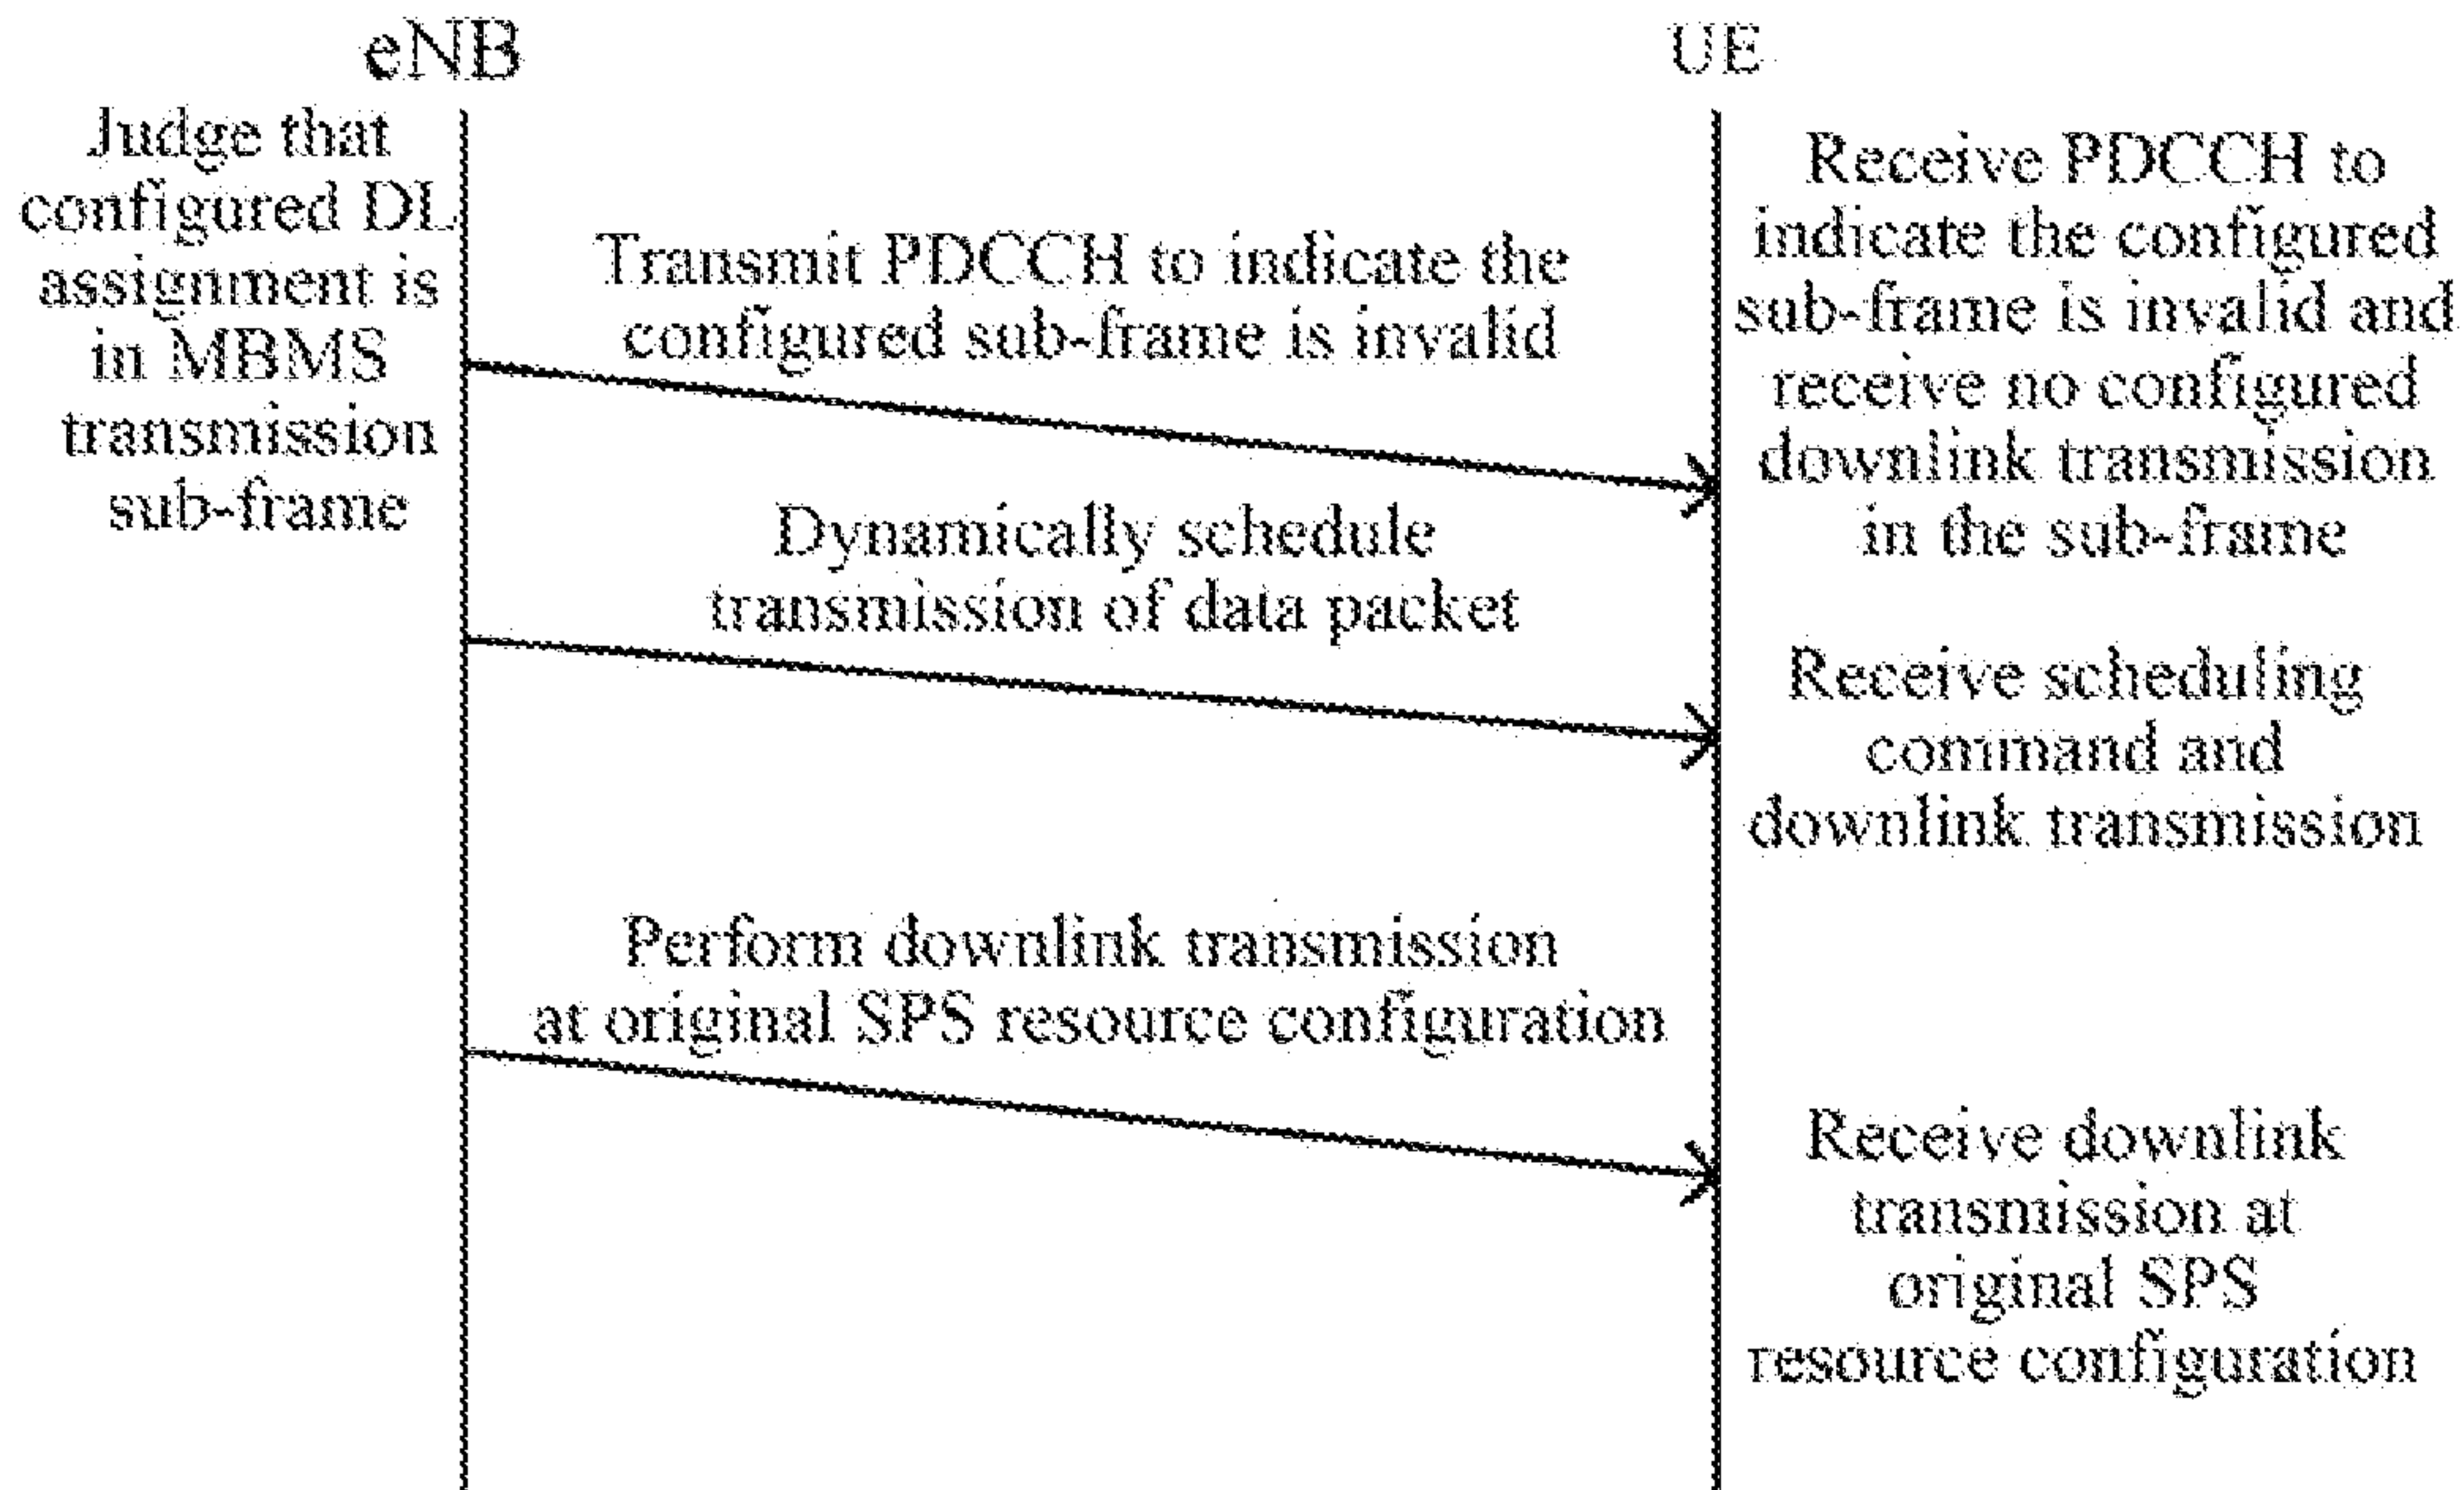 eNB
UE
Judge that
configured DL
assignment is
in MBMS
transmission
sub-frame
Transmit PDCCH to indicate the
configured sub-frame is invalid
Receive PDCCH to
indicate the configured
sub-frame is invalid and
receive no configured
downlink transmission
in the sub-frame
Dynamically schedule
transmission of data packet
Receive scheduling
command and
downlink transmission
Perform downlink transmission
at original SPS resource configuration
Receive downlink
transmission at
original SPS
resource configuration